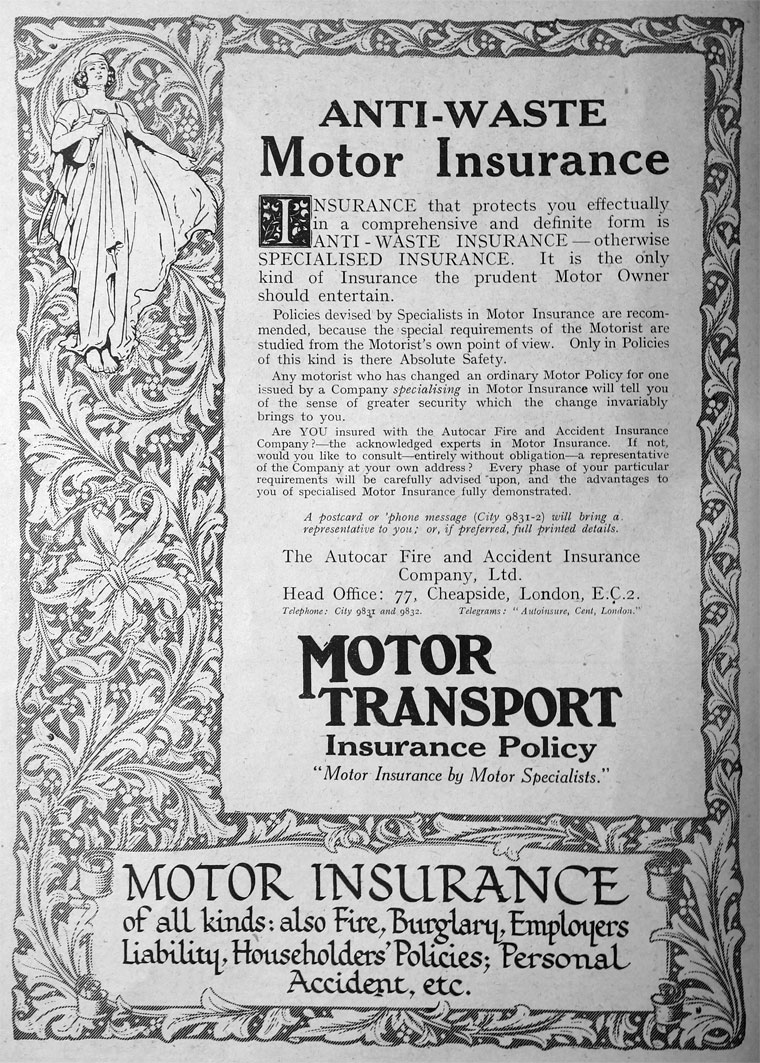 ANTI-WASTE
Motor Insurance
INSURANCE that protects you effectually
in a comprehensive and definite form is
ANTI-WASTE INSURANCE—otherwise
SPECIALISED INSURANCE. It is the only
kind of Insurance the prudent Motor Owner
should entertain.
Policies devised by Specialists in Motor Insurance are recom-
mended, because the special requirements of the Motorist are
studied from the Motorist's own point of view. Only in Policies
of this kind is there Absolute Safety.
Any motorist who has changed an ordinary Motor Policy for one
issued by a Company specialising in Motor Insurance will tell you
of the sense of greater security which the change invariably
brings to you.
Are YOU insured with the Autocar Fire and Accident Insurance
Company?—the acknowledged experts in Motor Insurance. If not,
would you like to consult—entirely without obligation—a representative
of the Company at your own address? Every phase of your particular
requirements will be carefully advised upon, and the advantages to
you of specialised Motor Insurance fully demonstrated.
A postcard or 'phone message (City 9831-2) will bring a
representative to you; or, if preferred, full printed details.
The Autocar Fire and Accident Insurance
Company, Ltd.
Head Office: 77, Cheapside, London, E.C.2.
Telephone: City 9831 and 9832. Telegrams: "Autoinsure, Cent, London."
MOTOR
TRANSPORT
Insurance Policy
"Motor Insurance by Motor Specialists."
MOTOR INSURANCE
of all kinds: also Fire, Burglary, Employers
Liability, Householders' Policies; Personal
Accident, etc.